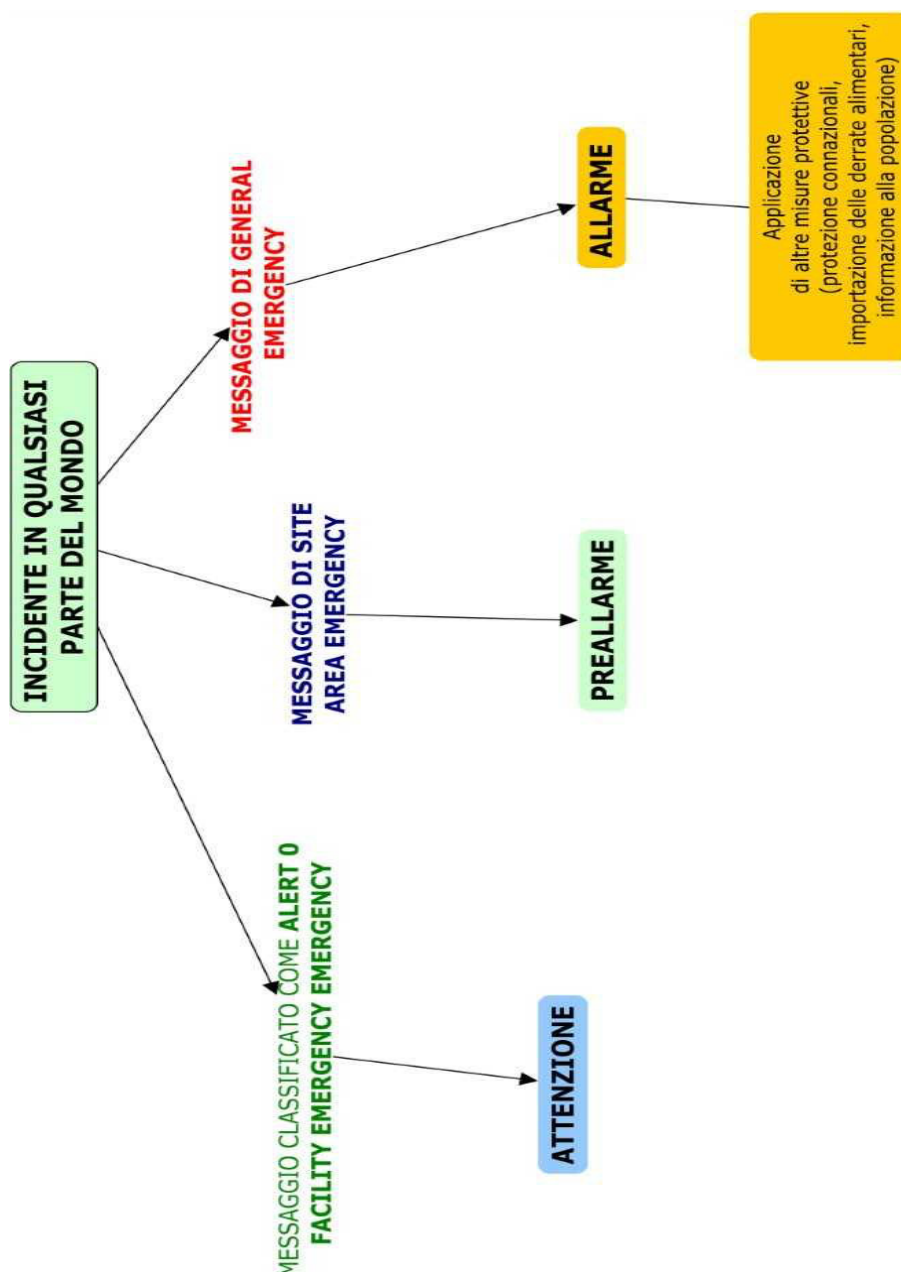 INCIDENTE IN QUALSIASI
PARTE DEL MONDO
MESSAGGIO CLASSIFICATO COME ALERT 0
FACILITY EMERGENCY EMERGENCY
MESSAGGIO DI SITE
AREA EMERGENCY
MESSAGGIO DI GENERAL
EMERGENCY
ATTENZIONE
PREALLARME
ALLARME
Applicazione
di altre misure protettive
(protezione connazionali,
importazione delle derrate alimentari,
informazione alla popolazione)